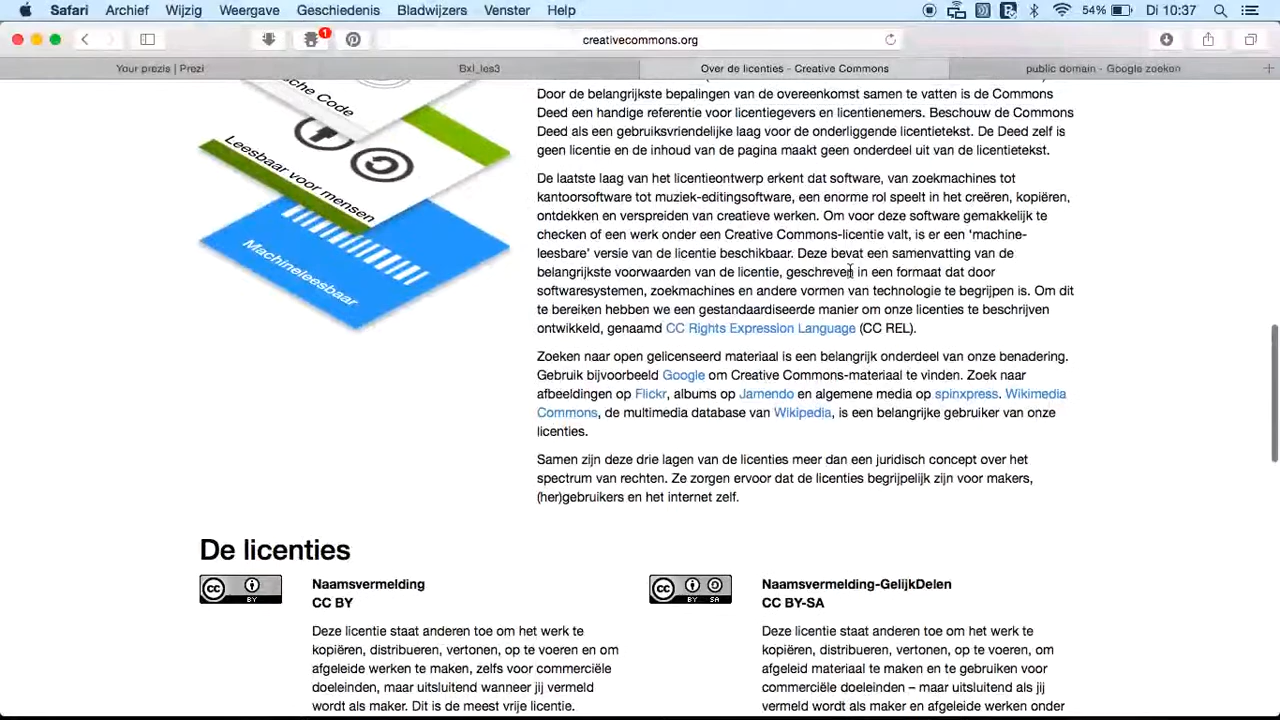 Safari Archief Wijzig Weergave Geschiedenis Bladwijzers Venster Help 54% Di 10:37
1 creativecommons.org
Your prezis | Prezi Bxl_les3 Over de licenties - Creative Commons public domain - Google zoeken
che Code
Leesbaar voor mensen
Machineleesbaar
Door de belangrijkste bepalingen van de overeenkomst samen te vatten is de Commons
Deed een handige referentie voor licentiegevers en licentienemers. Beschouw de Commons
Deed als een gebruiksvriendelijke laag voor de onderliggende licentietekst. De Deed zelf is
geen licentie en de inhoud van de pagina maakt geen onderdeel uit van de licentietekst.
De laatste laag van het licentieontwerp erkent dat software, van zoekmachines tot
kantoorsoftware tot muziek-editingsoftware, een enorme rol speelt in het creëren, kopiëren,
ontdekken en verspreiden van creatieve werken. Om voor deze software gemakkelijk te
checken of een werk onder een Creative Commons-licentie valt, is er een 'machine-
leesbare' versie van de licentie beschikbaar. Deze bevat een samenvatting van de
belangrijkste voorwaarden van de licentie, geschreven in een formaat dat door
softwaresystemen, zoekmachines en andere vormen van technologie te begrijpen is. Om dit
te bereiken hebben we een gestandaardiseerde manier om onze licenties te beschrijven
ontwikkeld, genaamd CC Rights Expression Language (CC REL).
Zoeken naar open gelicenseerd materiaal is een belangrijk onderdeel van onze benadering.
Gebruik bijvoorbeeld Google om Creative Commons-materiaal te vinden. Zoek naar
afbeeldingen op Flickr, albums op Jamendo en algemene media op spinxpress. Wikimedia
Commons, de multimedia database van Wikipedia, is een belangrijke gebruiker van onze
licenties.
Samen zijn deze drie lagen van de licenties meer dan een juridisch concept over het
spectrum van rechten. Ze zorgen ervoor dat de licenties begrijpelijk zijn voor makers,
(her)gebruikers en het internet zelf.
De licenties
cc BY
Naamsvermelding
CC BY
Deze licentie staat anderen toe om het werk te
kopiëren, distribueren, vertonen, op te voeren en om
afgeleide werken te maken, zelfs voor commerciële
doeleinden, maar uitsluitend wanneer jij vermeld
wordt als maker. Dit is de meest vrije licentie.
cc BY SA
Naamsvermelding-GelijkDelen
CC BY-SA
Deze licentie staat anderen toe om het werk te
kopiëren, distribueren, vertonen, op te voeren, om
afgeleid materiaal te maken en te gebruiken voor
commerciële doeleinden – maar uitsluitend als jij
vermeld wordt als maker en afgeleide werken onder